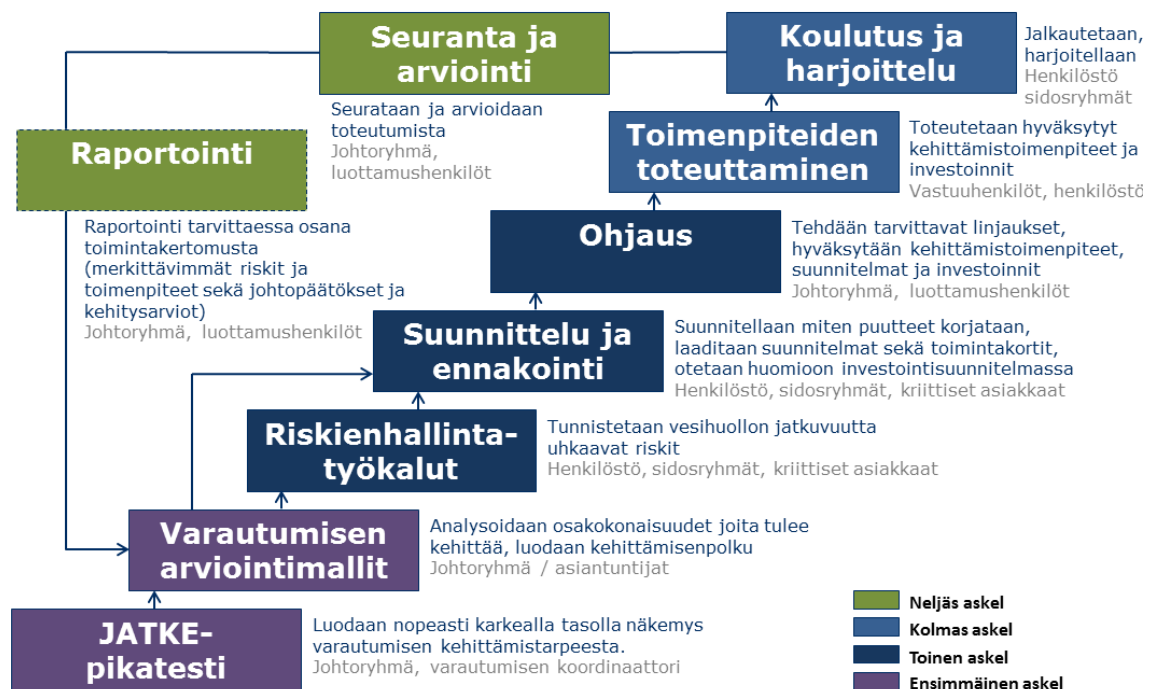 Seuranta ja
arviointi
Seurataan ja arvioidaan
toteutumista
Johtoryhmä,
luottamushenkilöt
Koulutus ja
harjoittelu
Jalkautetaan,
harjoitellaan
Henkilöstö
sidosryhmät
Raportointi
Raportointi tarvittaessa osana
toimintakertomusta
(merkittävimmät riskit ja
toimenpiteet sekä johtopäätökset ja
kehitysarviot)
Johtoryhmä, luottamushenkilöt
Toimenpiteiden
toteuttaminen
Toteutetaan hyväksytyt
kehittämistoimenpiteet ja
investoinnit
Vastuuhenkilöt, henkilöstö
Ohjaus
Tehdään tarvittavat linjaukset,
hyväksytään kehittämistoimenpiteet,
suunnitelmat ja investoinnit
Johtoryhmä, luottamushenkilöt
Suunnittelu ja
ennakointi
Suunnitellaan miten puutteet korjataan,
laaditaan suunnitelmat sekä toimintakortit,
otetaan huomioon investointisuunnitelmassa
Henkilöstö, sidosryhmät, kriittiset asiakkaat
Riskienhallinta-
työkalut
Tunnistetaan vesihuollon jatkuvuutta
uhkaavat riskit
Henkilöstö, sidosryhmät, kriittiset asiakkaat
Varautumisen
arviointimallit
Analysoidaan osakokonaisuudet joita tulee
kehittää, luodaan kehittämisenpolku
Johtoryhmä / asiantuntijat
JATKE-
pikatesti
Luodaan nopeasti karkealla tasolla näkemys
varautumisen kehittämistarpeesta.
Johtoryhmä, varautumisen koordinaattori
Neljäs askel
Kolmas askel
Toinen askel
Ensimmäinen askel